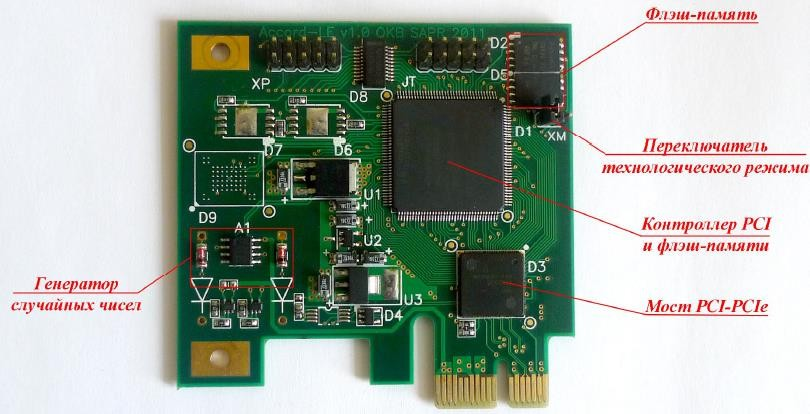 Флэш-память
Accord-LE v1.0 OKB SAPR 2011
D2
XP
D8
JT
D5
D1
XM
Переключатель
технологического режима
D7
D6
U1
D9
A1
U2
Контроллер PCI
и флэш-памяти
Генератор
случайных чисел
D3
U3
D4
Мост PCI-PCIe